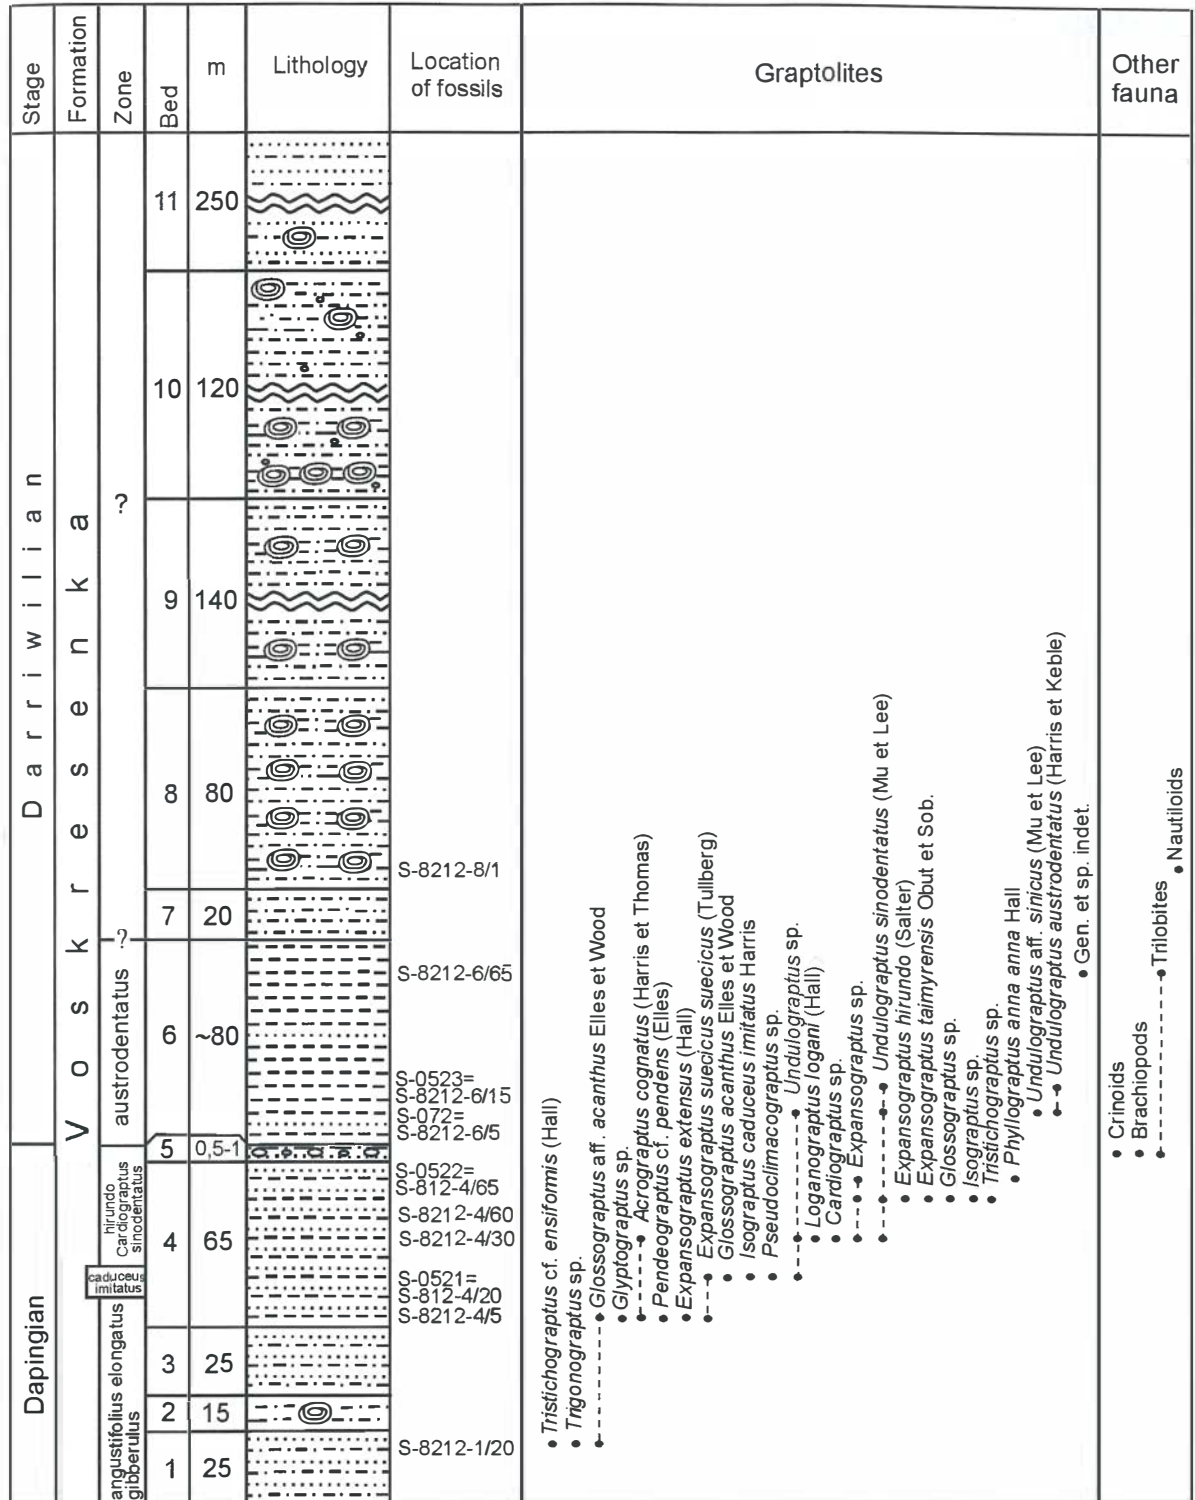 Stage
Formation
Zone
Bed
m
Lithology
Location
of fossils
Graptolites
Other
fauna
Darriwilian
Dapingian
Voskresenka
?
?
austrodentatus
hirundo
Cardiograptus
sinodentatus
caduceus
imitatus
angustifolius elongatus
gibberulus
11 250
10 120
9 140
8 80
7 20
6 ~80
5 0,5-1
4 65
3 25
2 15
1 25
S-8212-8/1
S-8212-6/65
S-0523=
S-8212-6/15
S-072=
S-8212-6/5
S-0522=
S-812-4/65
S-8212-4/60
S-8212-4/30
S-0521=
S-812-4/20
S-8212-4/5
S-8212-1/20
Tristichograptus cf. ensiformis (Hall)
Trigonograptus sp.
Glossograptus aff. acanthus Elles et Wood
Glyptograptus sp.
Acrograptus cognatus (Harris et Thomas)
Pendeograptus cf. pendens (Elles)
Expansograptus extensus (Hall)
Expansograptus suecicus suecicus (Tullberg)
Glossograptus acanthus Elles et Wood
Isograptus caduceus imitatus Harris
Pseudoclimacograptus sp.
Undulograptus sp.
Loganograptus logani (Hall)
Cardiograptus sp.
Expansograptus sp.
Undulograptus sinodentatus (Mu et Lee)
Expansograptus hirundo (Salter)
Expansograptus taimyrensis Obut et Sob.
Glossograptus sp.
Isograptus sp.
Tristichograptus sp.
Phyllograptus anna anna Hall
Undulograptus aff. sinicus (Mu et Lee)
Undulograptus austrodentatus (Harris et Keble)
Gen. et sp. indet.
Crinoids
Brachiopods
Trilobites
Nautiloids